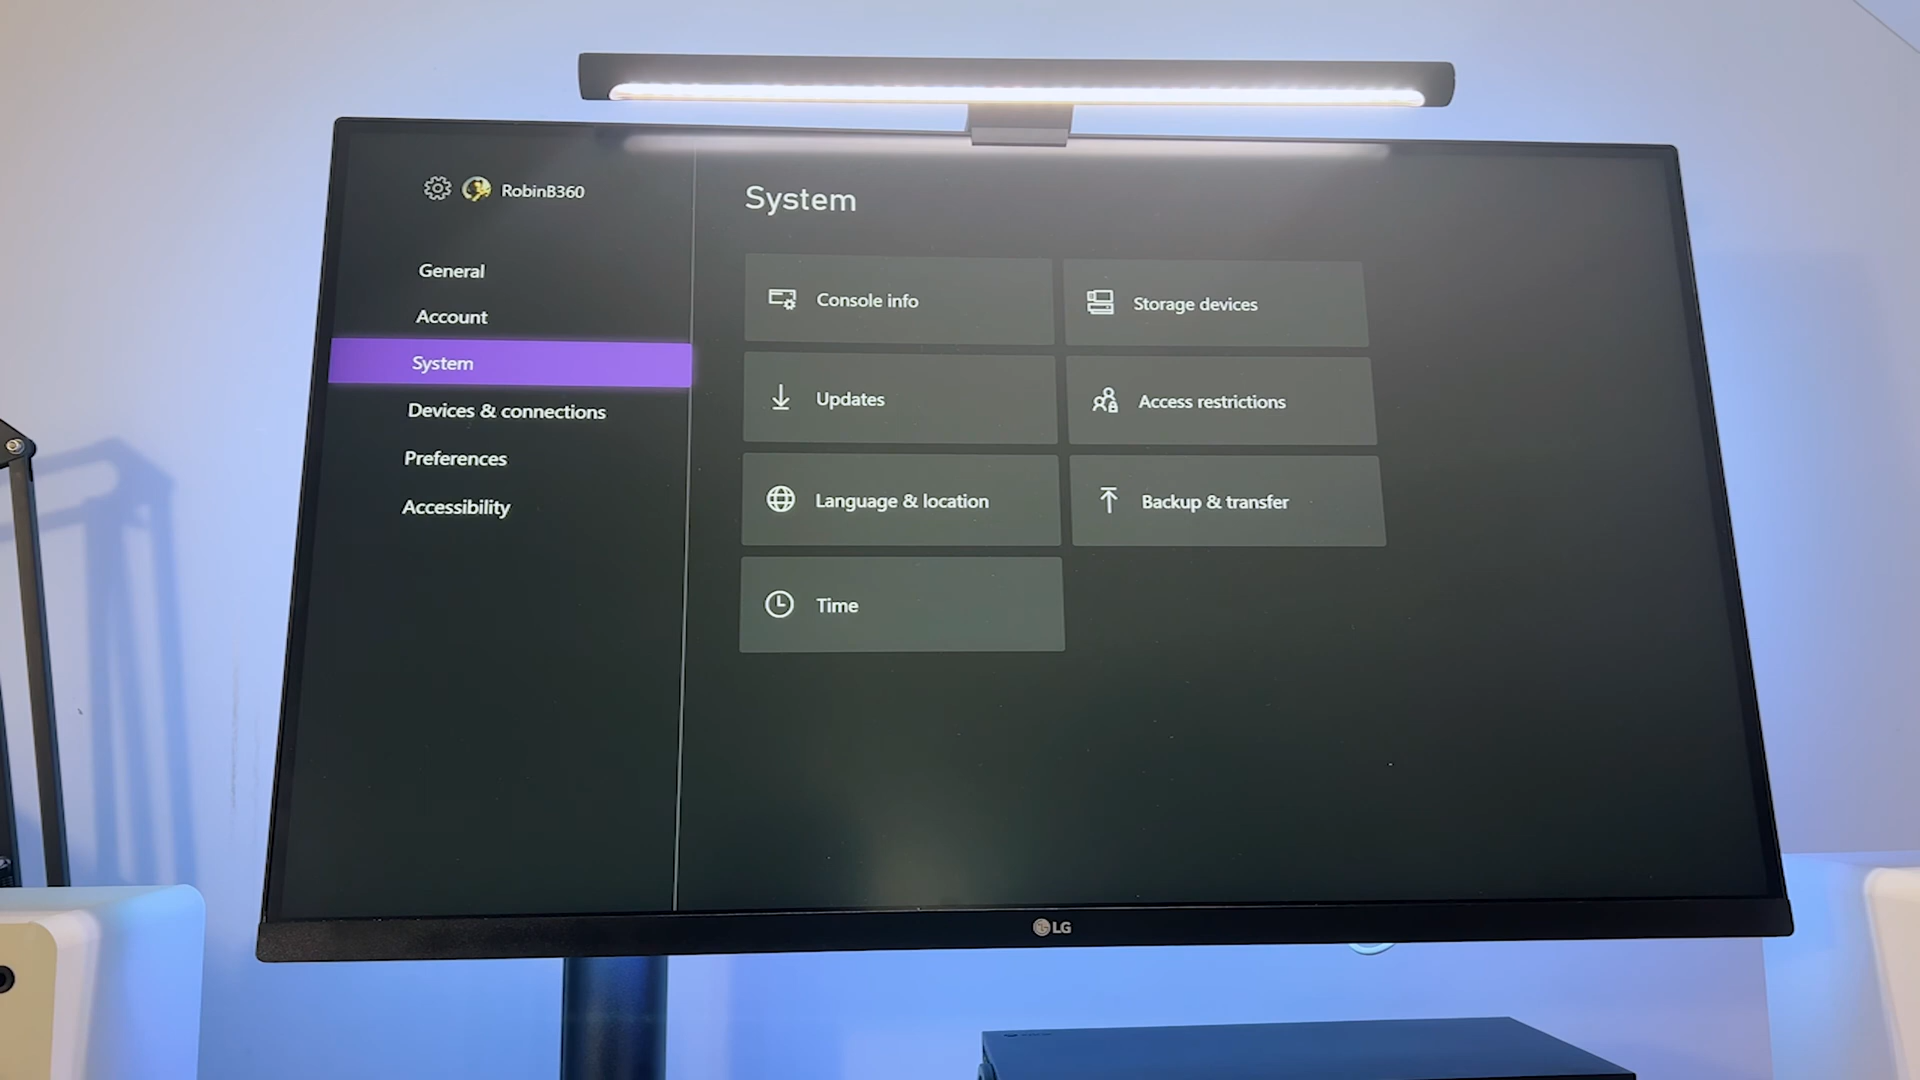 RobinB360
General
Account
System
Devices & connections
Preferences
Accessibility
System
Console info
Storage devices
Updates
Access restrictions
Language & location
Backup & transfer
Time
LG